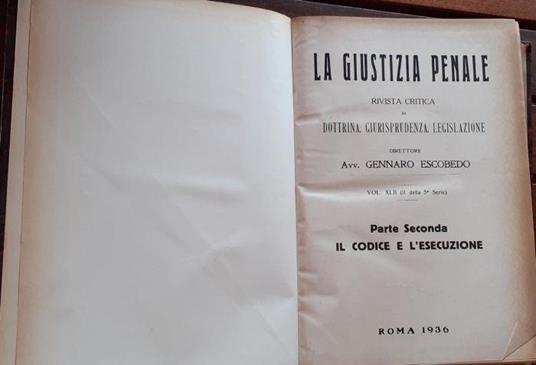 LA GIUSTIZIA PENALE
RIVISTA CRITICA
DI
DOTTRINA, GIURISPRUDENZA, LEGISLAZIONE
DIRETTORE
Avv. GENNARO ESCOBEDO
VOL. XLII (II della 5ª Serie)
Parte Seconda
IL CODICE E L'ESECUZIONE
ROMA 1936